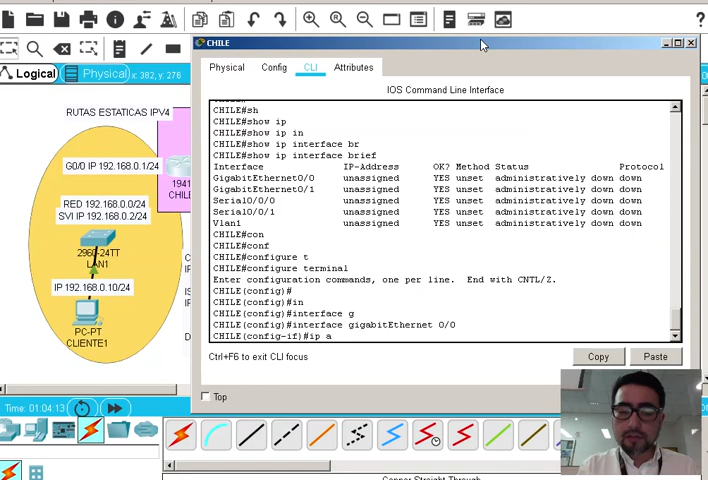 CHILE
Logical
Physical
x: 382, y: 276
Physical
Config
CLI
Attributes
IOS Command Line Interface
RUTAS ESTATICAS IPV4
G0/0 IP 192.168.0.1/24
1941
CHILE
RED 192.168.0.0/24
SVI IP 192.168.0.2/24
2960-24TT
LAN1
IP 192.168.0.10/24
PC-PT
CLIENTE1
CHILE#sh
CHILE#show ip
CHILE#show ip in
CHILE#show ip interface br
CHILE#show ip interface brief
Interface IP-Address OK? Method Status Protocol
GigabitEthernet0/0 unassigned YES unset administratively down down
GigabitEthernet0/1 unassigned YES unset administratively down down
Serial0/0/0 unassigned YES unset administratively down down
Serial0/0/1 unassigned YES unset administratively down down
Vlan1 unassigned YES unset administratively down down
CHILE#con
CHILE#conf
CHILE#configure t
CHILE#configure terminal
Enter configuration commands, one per line. End with CNTL/Z.
CHILE(config)#
CHILE(config)#in
CHILE(config)#interface g
CHILE(config)#interface gigabitEthernet 0/0
CHILE(config-if)#ip a
Ctrl+F6 to exit CLI focus
Copy
Paste
Top
Time: 01:04:13
Copper Straight-Through